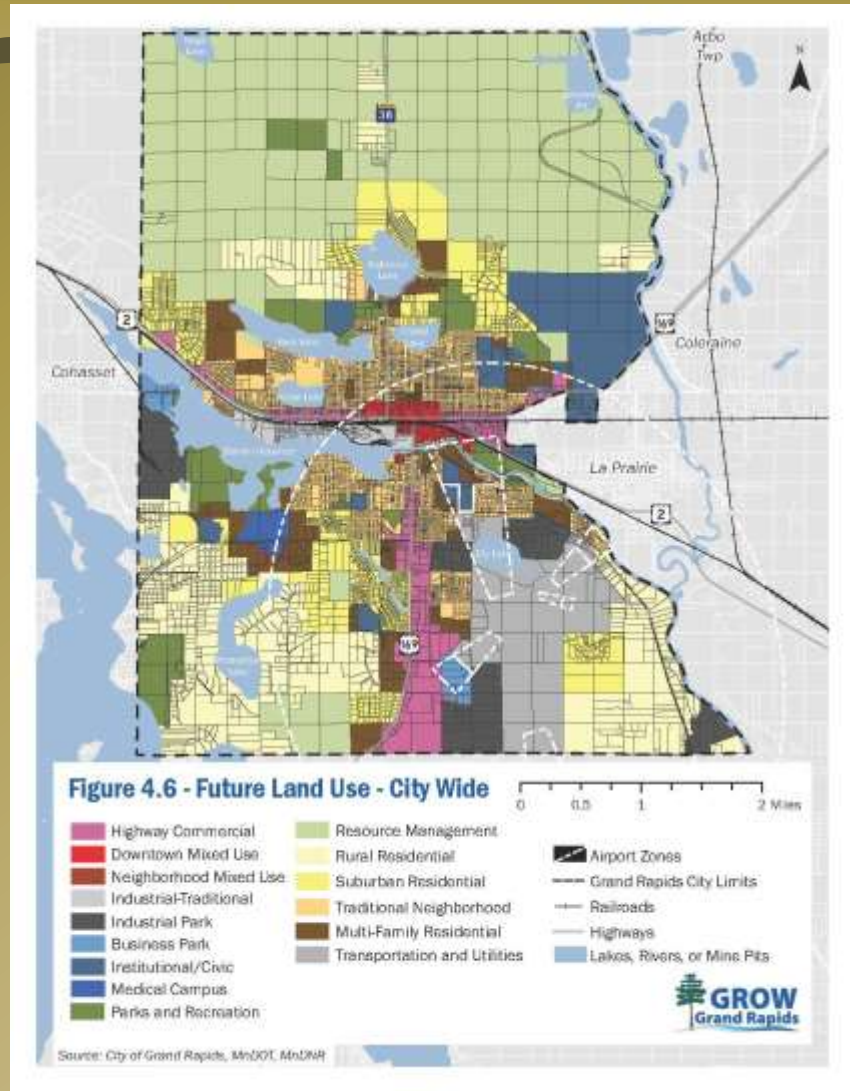 Arbo
Twp
N
38
2
169
Coleraine
Cohasset
La Prairie
2
169
Figure 4.6 - Future Land Use - City Wide
0 0.5 1 2 Miles
Highway Commercial
Downtown Mixed Use
Neighborhood Mixed Use
Industrial-Traditional
Industrial Park
Business Park
Institutional/Civic
Medical Campus
Parks and Recreation
Resource Management
Rural Residential
Suburban Residential
Traditional Neighborhood
Multi-Family Residential
Transportation and Utilities
Airport Zones
Grand Rapids City Limits
Railroads
Highways
Lakes, Rivers, or Mine Pits
GROW
Grand Rapids
Source: City of Grand Rapids, MnDOT, MnDNR